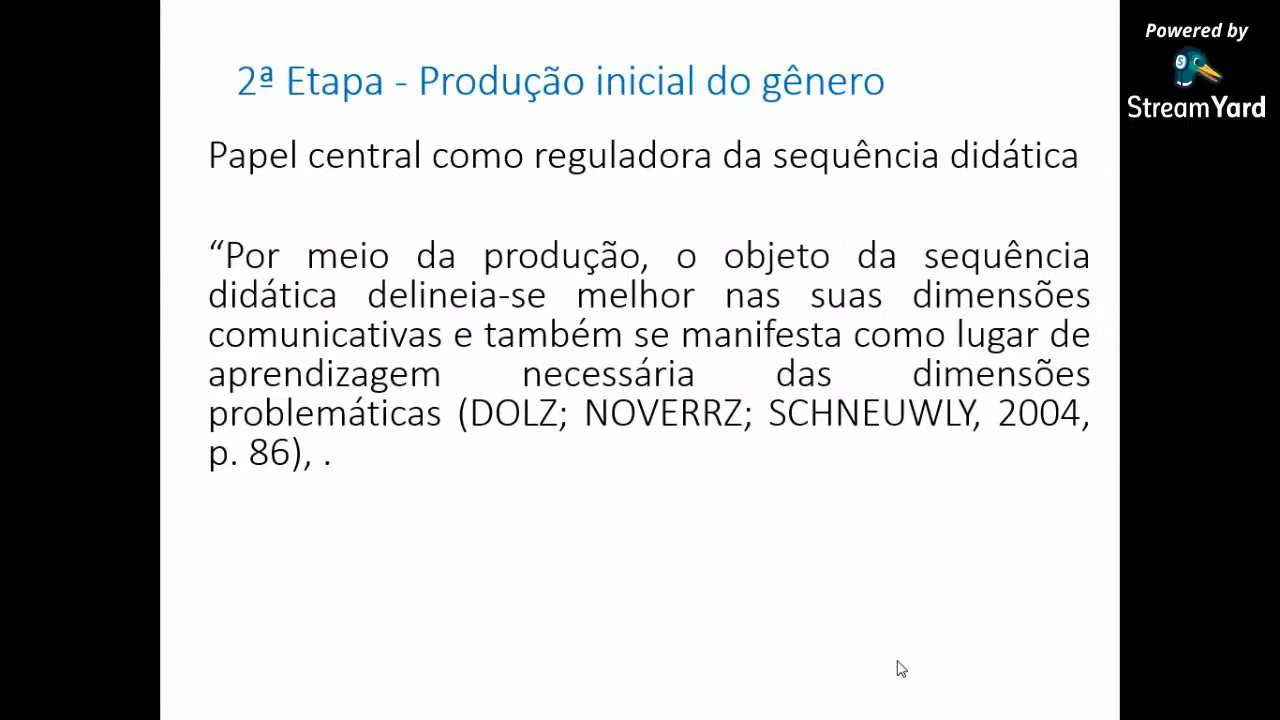 2ª Etapa - Produção inicial do gênero
Papel central como reguladora da sequência didática
“Por meio da produção, o objeto da sequência
didática delineia-se melhor nas suas dimensões
comunicativas e também se manifesta como lugar de
aprendizagem necessária das dimensões
problemáticas (DOLZ; NOVERRZ; SCHNEUWLY, 2004,
p. 86), .
Powered by
StreamYard